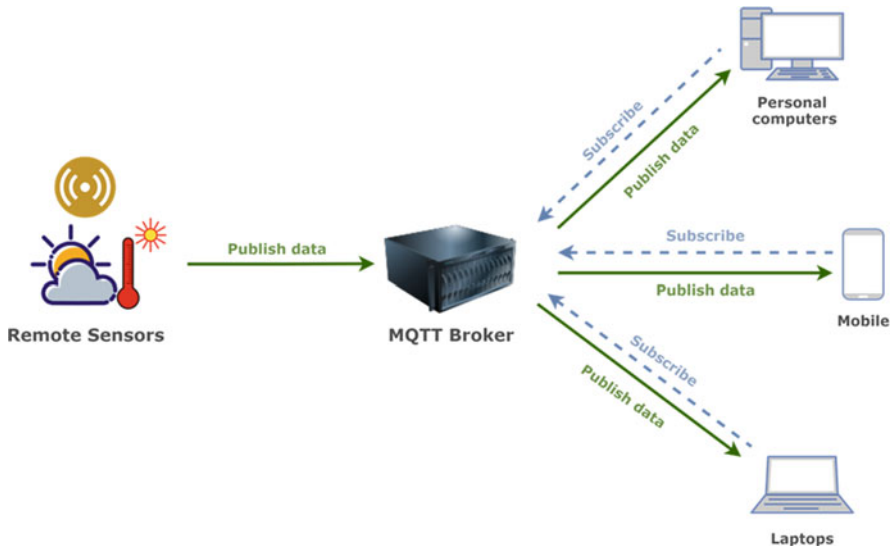 Personal
computers
Subscribe
Publish data
Publish data
Subscribe
Publish data
Remote Sensors
MQTT Broker
Mobile
Subscribe
Publish data
Laptops